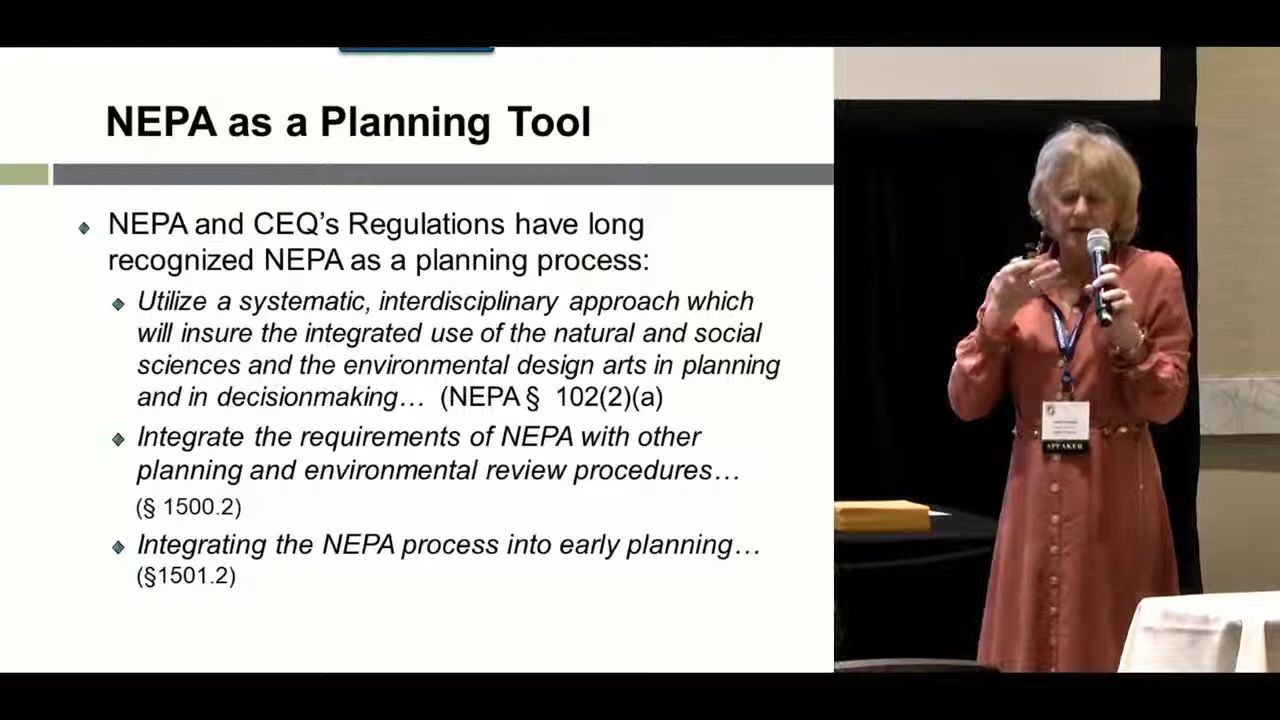 NEPA as a Planning Tool
NEPA and CEQ’s Regulations have long
recognized NEPA as a planning process:
Utilize a systematic, interdisciplinary approach which
will insure the integrated use of the natural and social
sciences and the environmental design arts in planning
and in decisionmaking… (NEPA § 102(2)(a)
Integrate the requirements of NEPA with other
planning and environmental review procedures…
(§ 1500.2)
Integrating the NEPA process into early planning…
(§1501.2)
SPEAKER